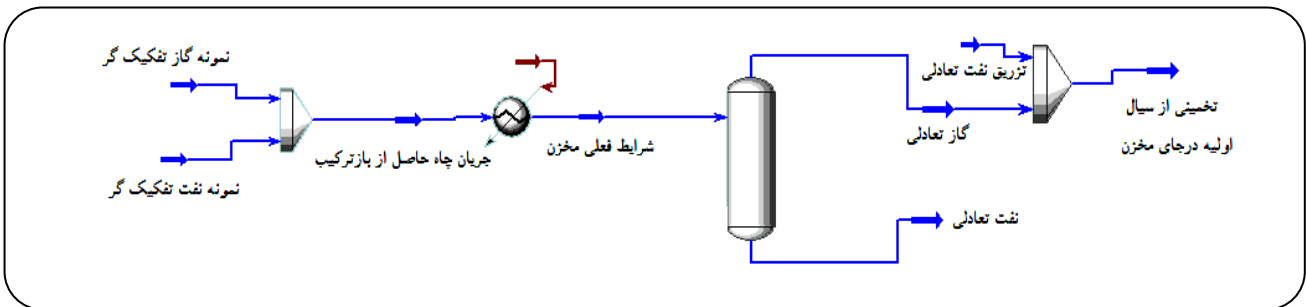 نمونه گاز تفکیک گر
نمونه نفت تفکیک گر
جریان چاه حاصل از بازترکیب
شرایط فعلی مخزن
گاز تعادلی
نفت تعادلی
تزریق نفت تعادلی
تخمینی از سیال
اولیه درجای مخزن